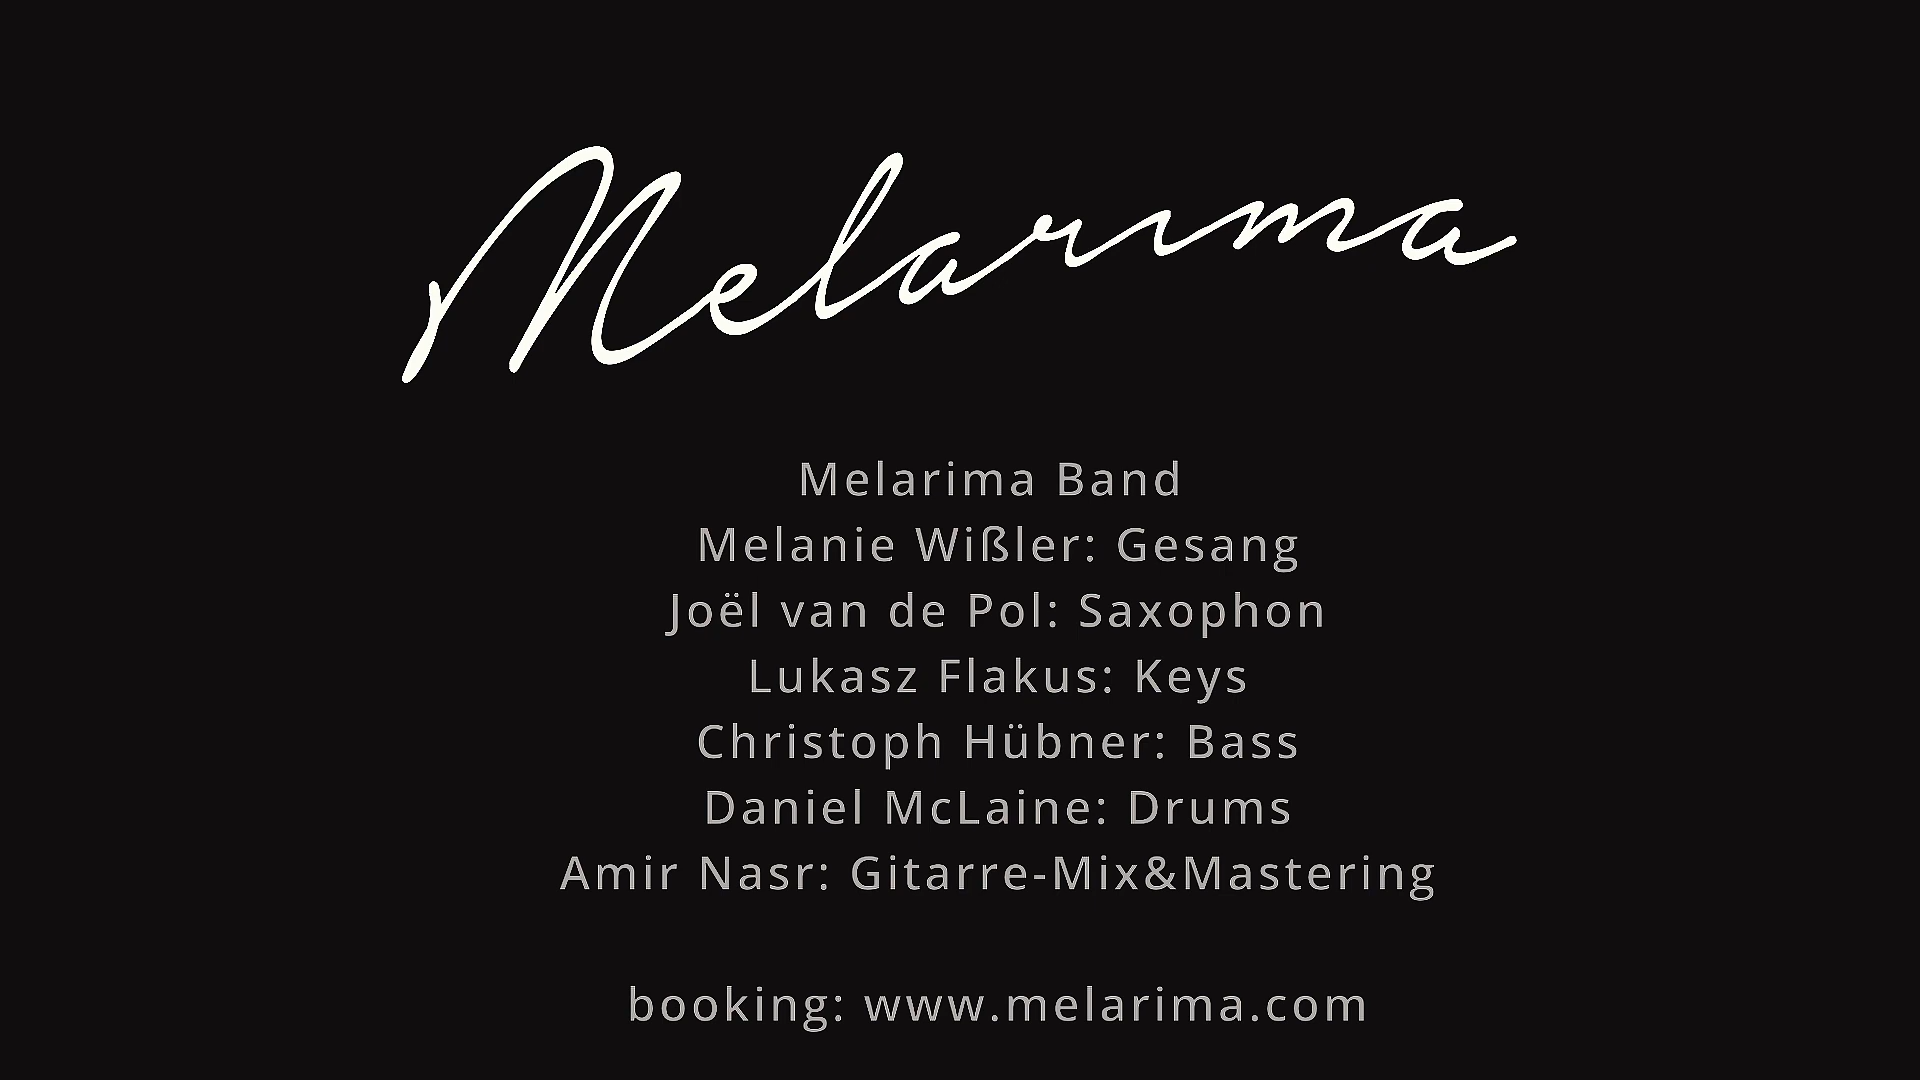 Melarima
Melarima Band
Melanie Wißler: Gesang
Joël van de Pol: Saxophon
Lukasz Flakus: Keys
Christoph Hübner: Bass
Daniel McLaine: Drums
Amir Nasr: Gitarre-Mix&Mastering
booking: www.melarima.com